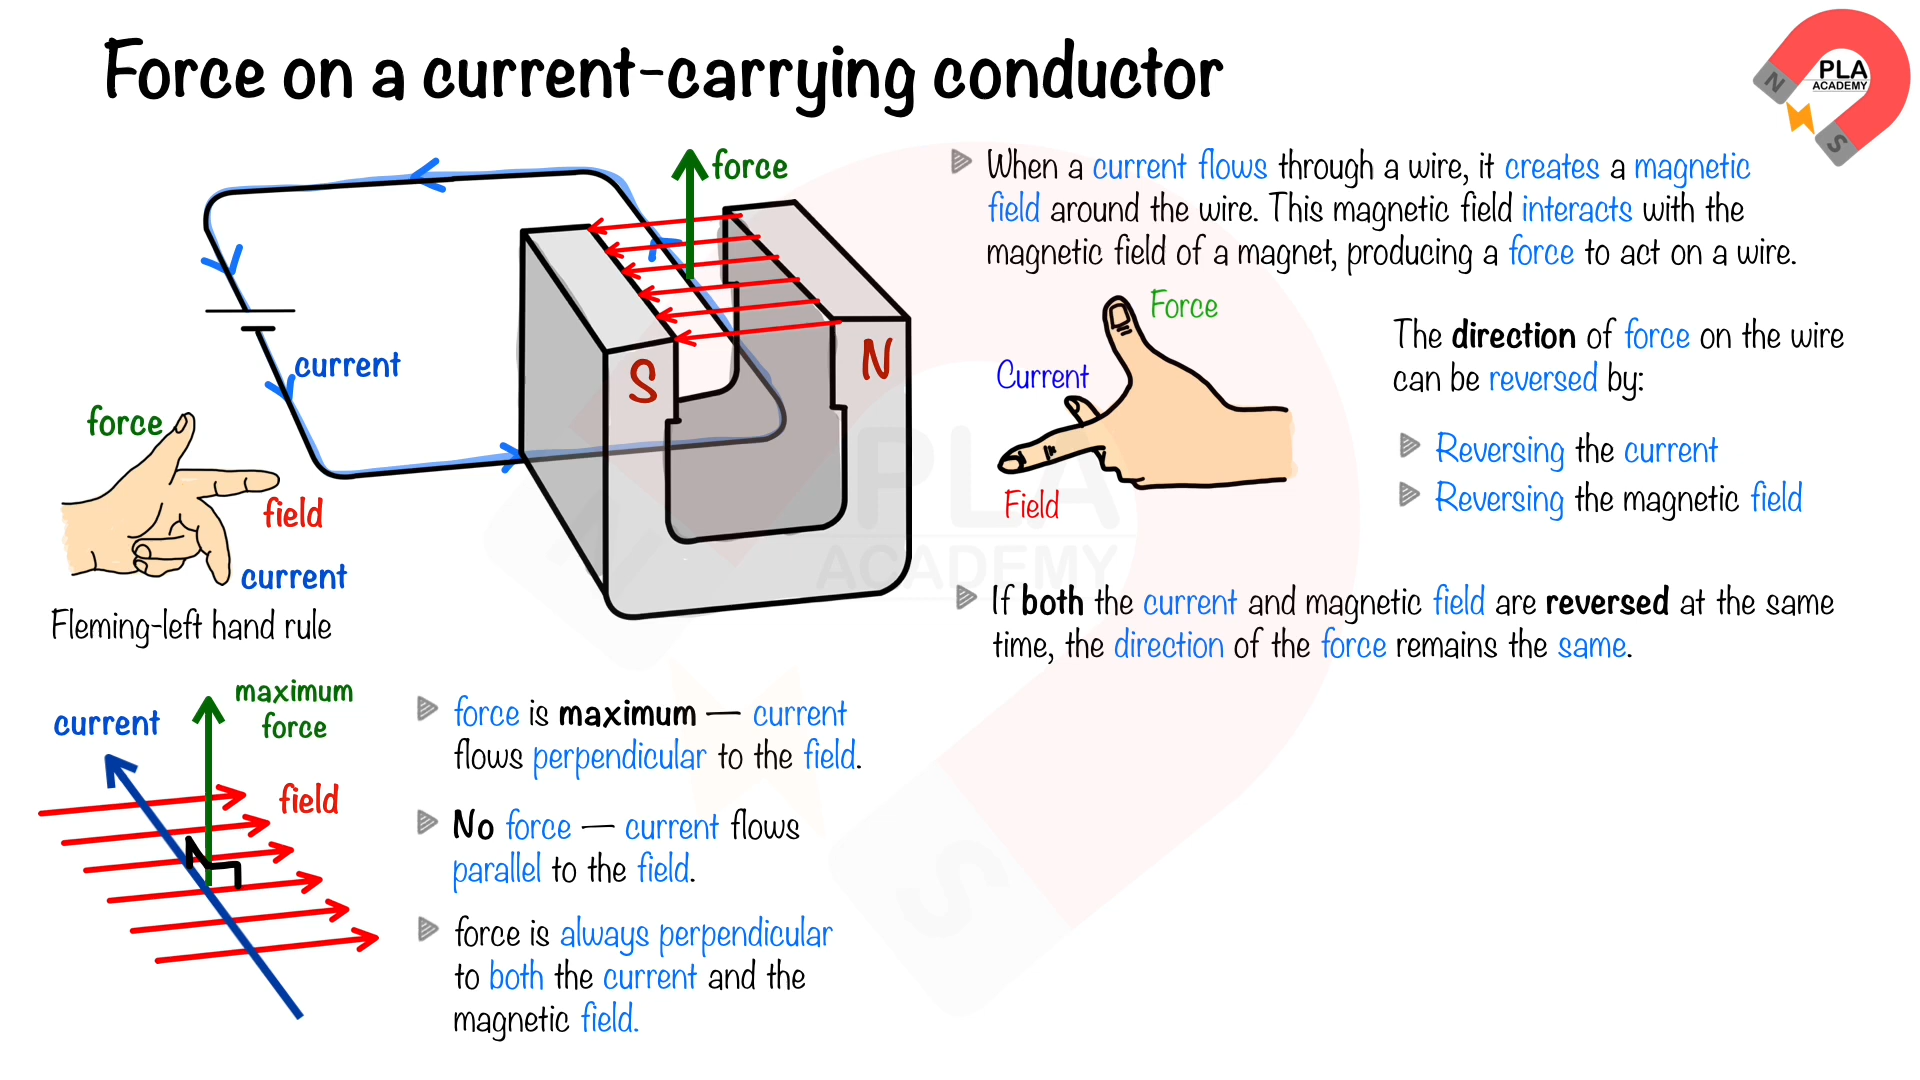 Force on a current-carrying conductor
N
PLA
ACADEMY
S
force
S
N
current
force
field
current
Fleming-left hand rule
When a current flows through a wire, it creates a magnetic
field around the wire. This magnetic field interacts with the
magnetic field of a magnet, producing a force to act on a wire.
Force
Current
Field
The direction of force on the wire
can be reversed by:
Reversing the current
Reversing the magnetic field
If both the current and magnetic field are reversed at the same
time, the direction of the force remains the same.
current
maximum
force
field
force is maximum — current
flows perpendicular to the field.
No force — current flows
parallel to the field.
force is always perpendicular
to both the current and the
magnetic field.
PLA
ACADEMY
S